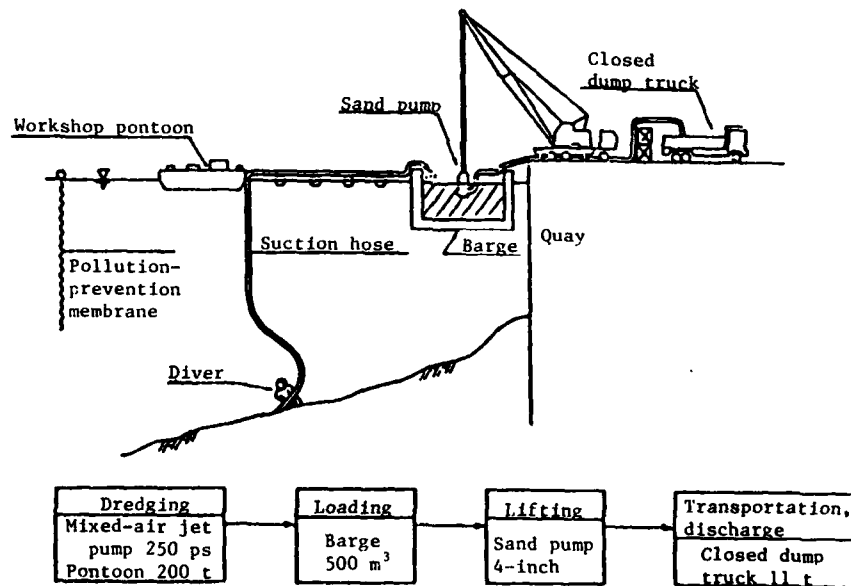 Closed
dump truck
Sand pump
Workshop pontoon
Suction hose
Barge
Quay
Pollution-
prevention
membrane
Diver
Dredging
Mixed-air jet
pump 250 ps
Pontoon 200 t
Loading
Barge
500 m³
Lifting
Sand pump
4-inch
Transportation,
discharge
Closed dump
truck 11 t